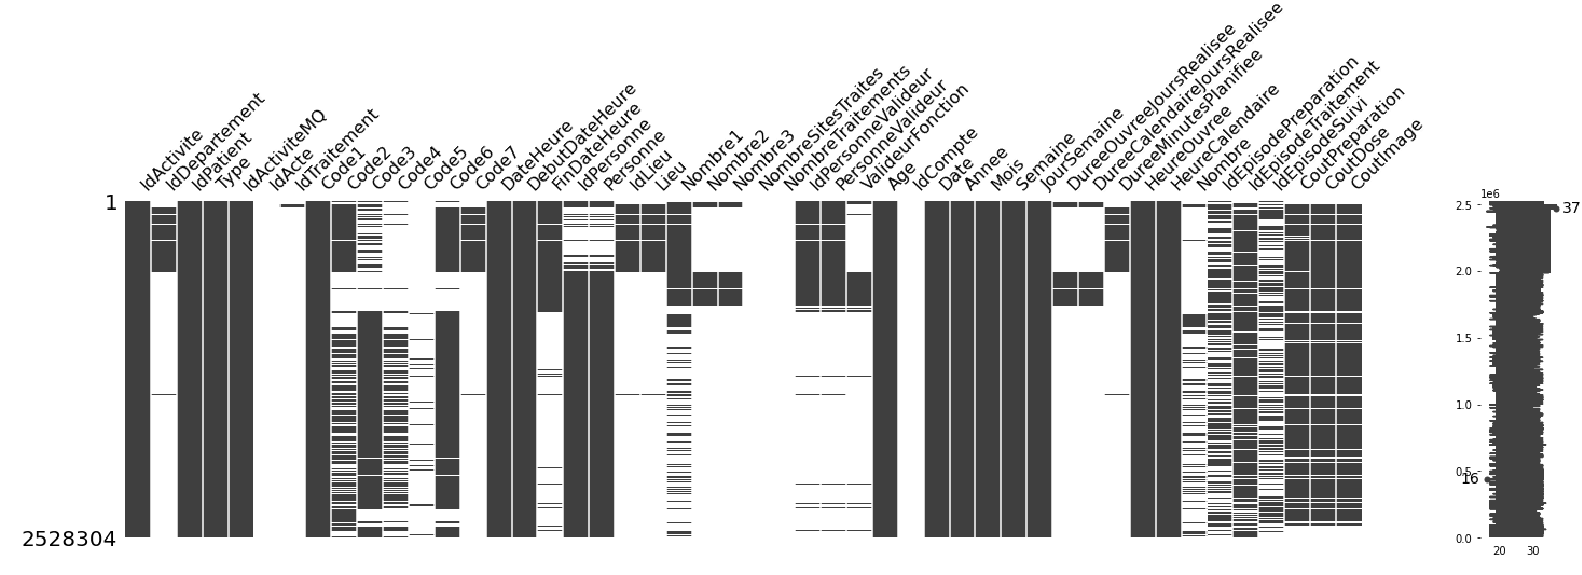 IdActivite
IdDepartement
IdPatient
Type
IdActiviteMQ
IdActe
IdTraitement
Code1
Code2
Code3
Code4
Code5
Code6
Code7
DateHeure
DebutDateHeure
FinDateHeure
IdPersonne
Personne
IdLieu
Lieu
Nombre1
Nombre2
Nombre3
NombreSitesTraites
NombreTraitements
IdPersonneValideur
PersonneValideur
ValideurFonction
Age
IdCompte
Date
Annee
Mois
Semaine
JourSemaine
DureeOuvreeJoursRealisee
DureeCalendaireJoursRealisee
DureeMinutesPlanifiee
HeureOuvree
HeureCalendaire
Nombre
IdEpisodePreparation
IdEpisodeTraitement
IdEpisodeSuivi
CoutPreparation
CoutDose
CoutImage
1
2528304
1e6
2.5
37
2.0
1.5
1.0
0.5
16
0.0
20 30